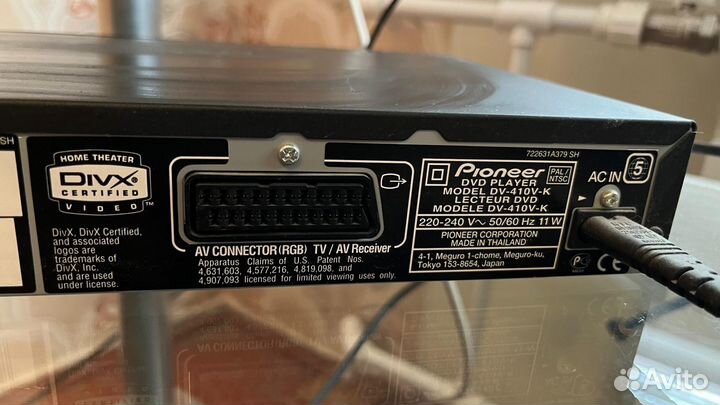 SH
722631A379 SH
HOME THEATER
DIVX
CERTIFIED
VIDEO™
DivX, DivX Certified,
and associated
logos are
trademarks of
DivX, Inc.
and are used
under license.
AV CONNECTOR (RGB) TV / AV Receiver
Apparatus Claims of U.S. Patent Nos.
4,631,603, 4,577,216, 4,819,098, and
4,907,093 licensed for limited viewing uses only.
Pioneer
DVD PLAYER
MODEL DV-410V-K
LECTEUR DVD
MODELE DV-410V-K
220-240 V~ 50/60 Hz 11 W
PIONEER CORPORATION
MADE IN THAILAND
4-1, Meguro 1-chome, Meguro-ku,
Tokyo 153-8654, Japan
PAL/
NTSC
AC IN
5
CE
Avito